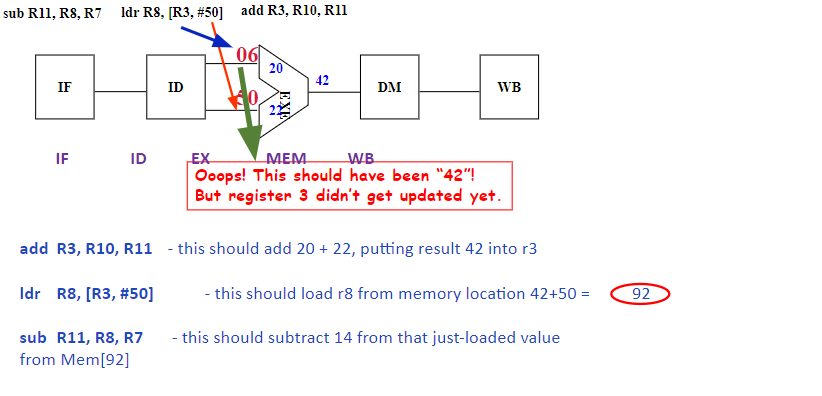 sub R11, R8, R7 ldr R8, [R3, #50] add R3, R10, R11
06
20
IF ID 42 DM WB
50 EXE
22
IF ID EX MEM WB
Ooops! This should have been “42”!
But register 3 didn’t get updated yet.
add R3, R10, R11 - this should add 20 + 22, putting result 42 into r3
ldr R8, [R3, #50] - this should load r8 from memory location 42+50 = 92
sub R11, R8, R7 - this should subtract 14 from that just-loaded value
from Mem[92]